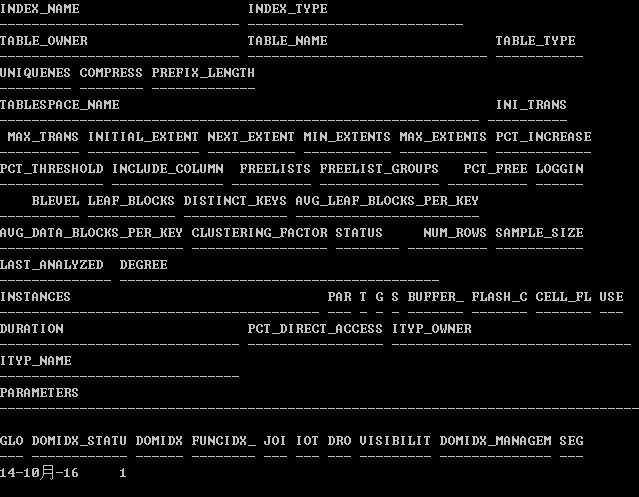 INDEX_NAME INDEX_TYPE
------------------------------ ---------------------------
TABLE_OWNER TABLE_NAME TABLE_TYPE
------------------------------ ------------------------------ -----------
UNIQUENES COMPRESS PREFIX_LENGTH
--------- -------- -------------
TABLESPACE_NAME INI_TRANS
------------------------------------------------------------ ----------
MAX_TRANS INITIAL_EXTENT NEXT_EXTENT MIN_EXTENTS MAX_EXTENTS PCT_INCREASE
---------- -------------- ----------- ----------- ----------- ------------
PCT_THRESHOLD INCLUDE_COLUMN FREELISTS FREELIST_GROUPS PCT_FREE LOGGIN
------------- -------------- ---------- --------------- ---------- ------
BLEVEL LEAF_BLOCKS DISTINCT_KEYS AVG_LEAF_BLOCKS_PER_KEY
---------- ----------- ------------- -----------------------
AVG_DATA_BLOCKS_PER_KEY CLUSTERING_FACTOR STATUS NUM_ROWS SAMPLE_SIZE
----------------------- ----------------- -------- ---------- -----------
LAST_ANALYZED DEGREE
-------------- ----------------------------------------
INSTANCES PAR T G S BUFFER_ FLASH_C CELL_FL USE
---------------------------------------- --- - - - ------- ------- ------- ---
DURATION PCT_DIRECT_ACCESS ITYP_OWNER
------------------------------ ----------------- ------------------------------
ITYP_NAME
------------------------------
PARAMETERS
--------------------------------------------------------------------------------
GLO DOMIDX_STATU DOMIDX FUNCIDX_ JOI IOT DRO VISIBILIT DOMIDX_MANAGEM SEG
--- ------------ ------ -------- --- --- --- --------- -------------- ---
14-10月-16 1